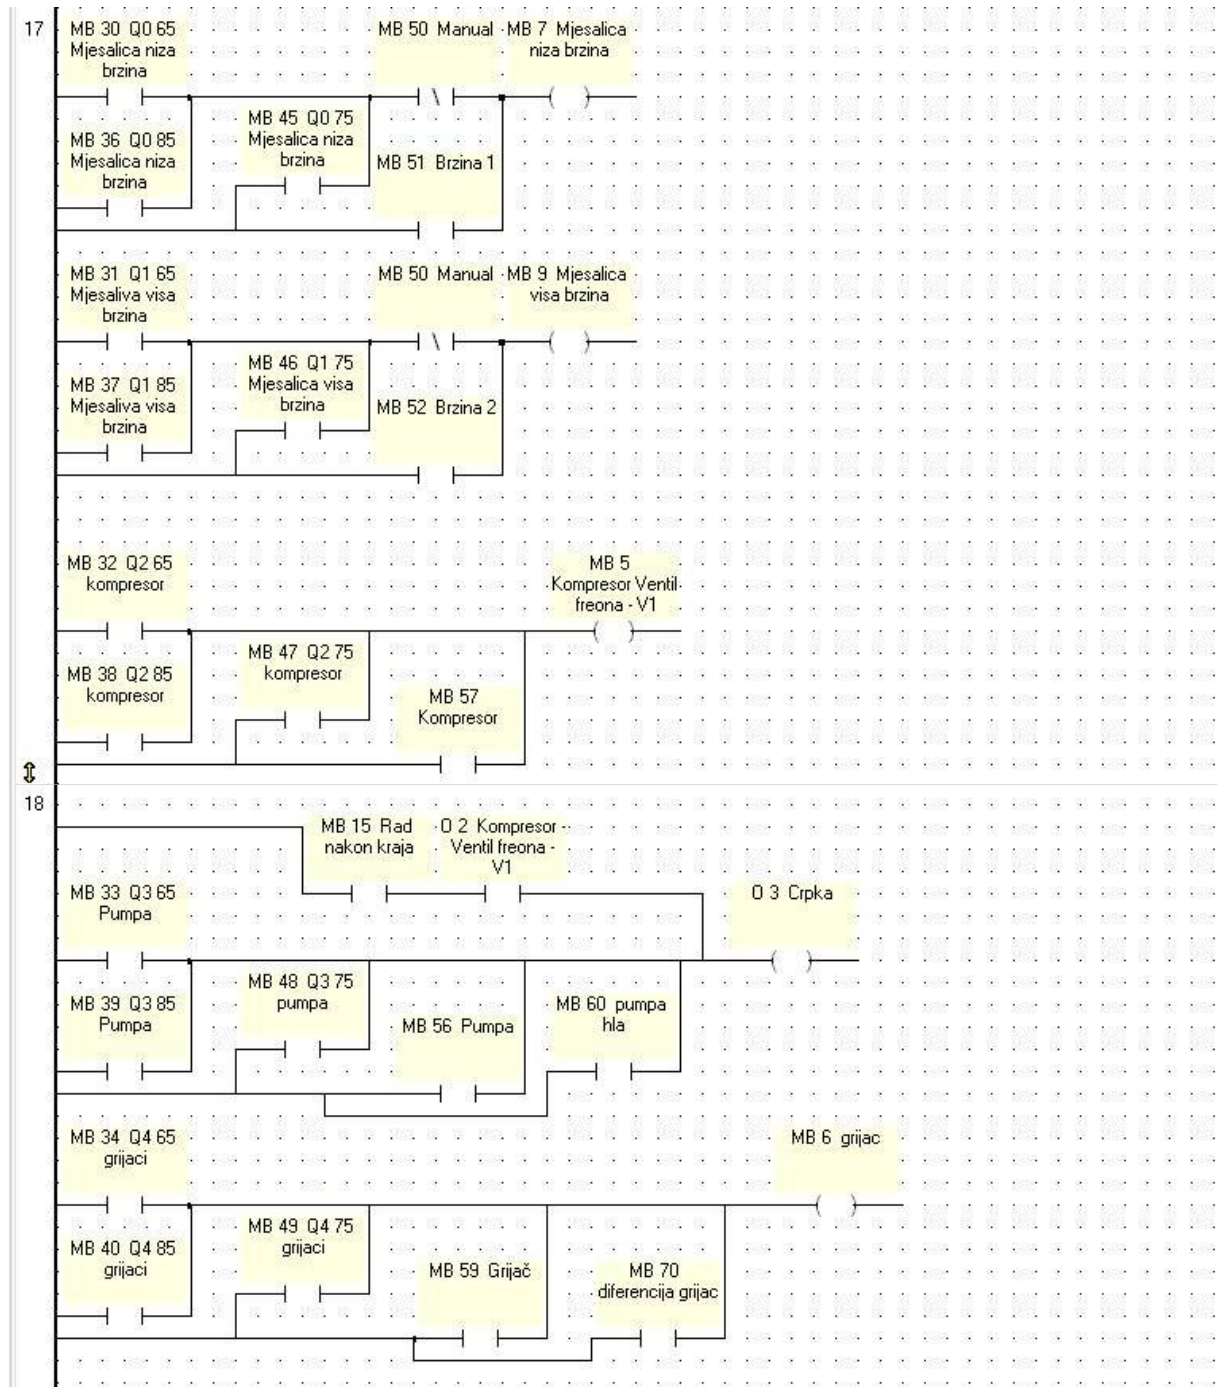 17
MB 30 Q0 65
Mjesalica niza
brzina
MB 50 Manual
MB 7 Mjesalica
niza brzina
MB 36 Q0 85
Mjesalica niza
brzina
MB 45 Q0 75
Mjesalica niza
brzina
MB 51 Brzina 1
MB 31 Q1 65
Mjesaliva visa
brzina
MB 50 Manual
MB 9 Mjesalica
visa brzina
MB 37 Q1 85
Mjesaliva visa
brzina
MB 46 Q1 75
Mjesalica visa
brzina
MB 52 Brzina 2
MB 32 Q2 65
kompresor
MB 5
Kompresor Ventil
freona - V1
MB 38 Q2 85
kompresor
MB 47 Q2 75
kompresor
MB 57
Kompresor
18
MB 15 Rad
nakon kraja
O 2 Kompresor -
Ventil freona -
V1
MB 33 Q3 65
Pumpa
O 3 Crpka
MB 39 Q3 85
Pumpa
MB 48 Q3 75
pumpa
MB 56 Pumpa
MB 60 pumpa
hla
MB 34 Q4 65
grijaci
MB 6 grijac
MB 40 Q4 85
grijaci
MB 49 Q4 75
grijaci
MB 59 Grijač
MB 70
diferencija grijac